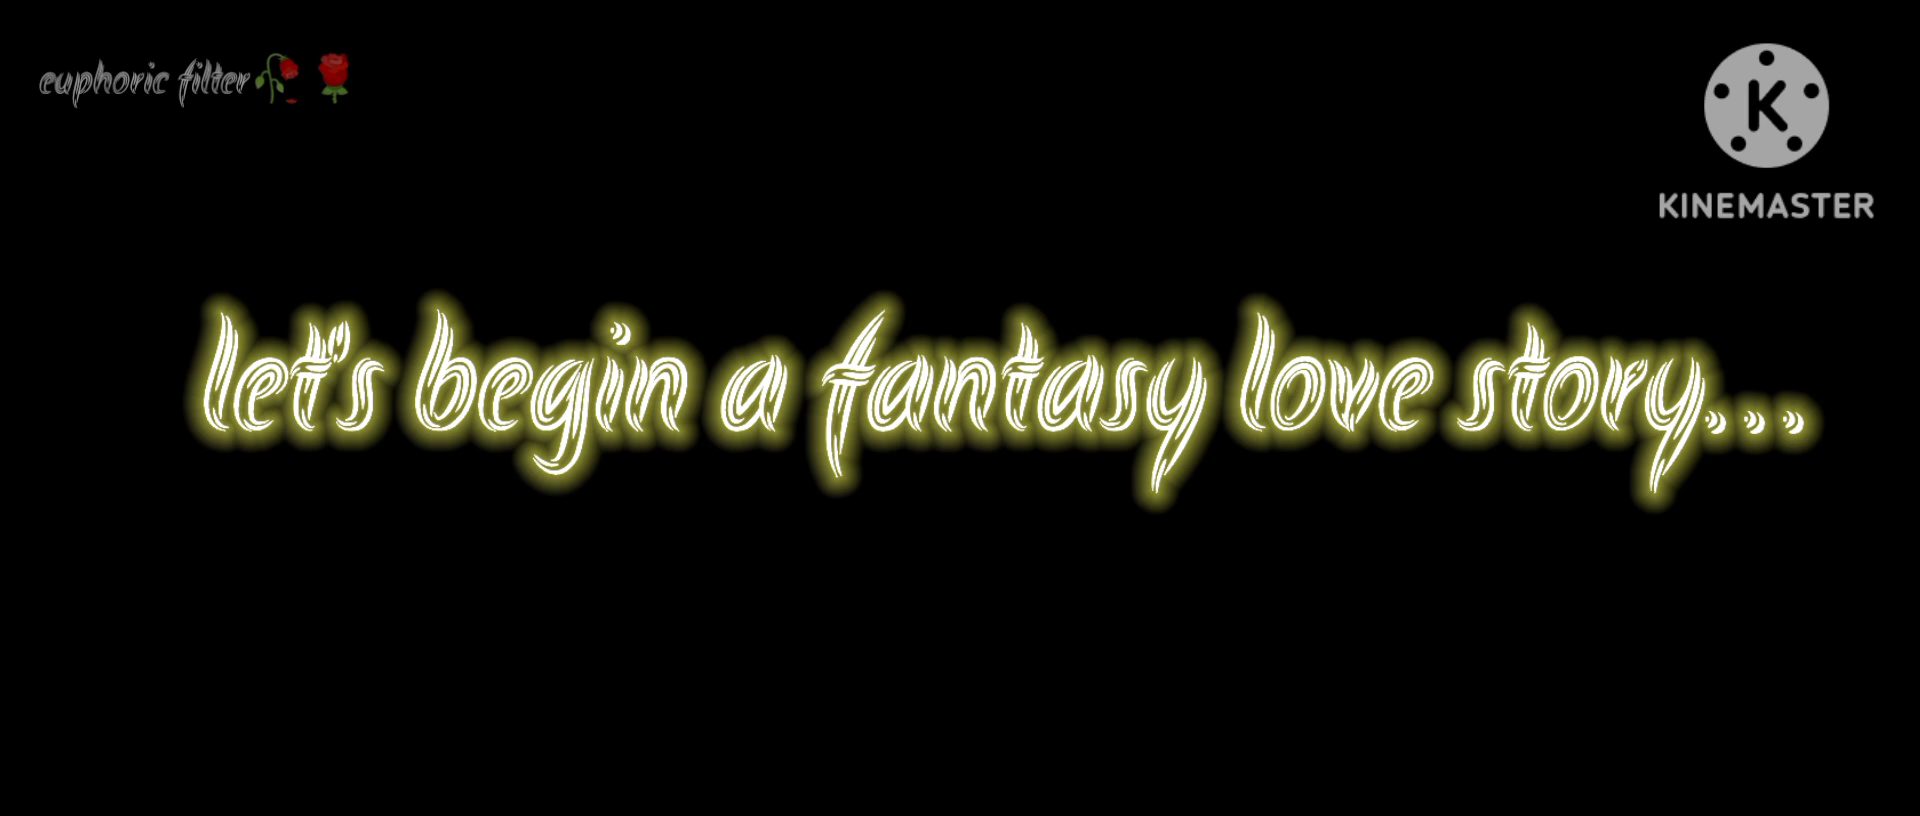 euphoric filter🥀🌹
K
KINEMASTER
let's begin a fantasy love story...